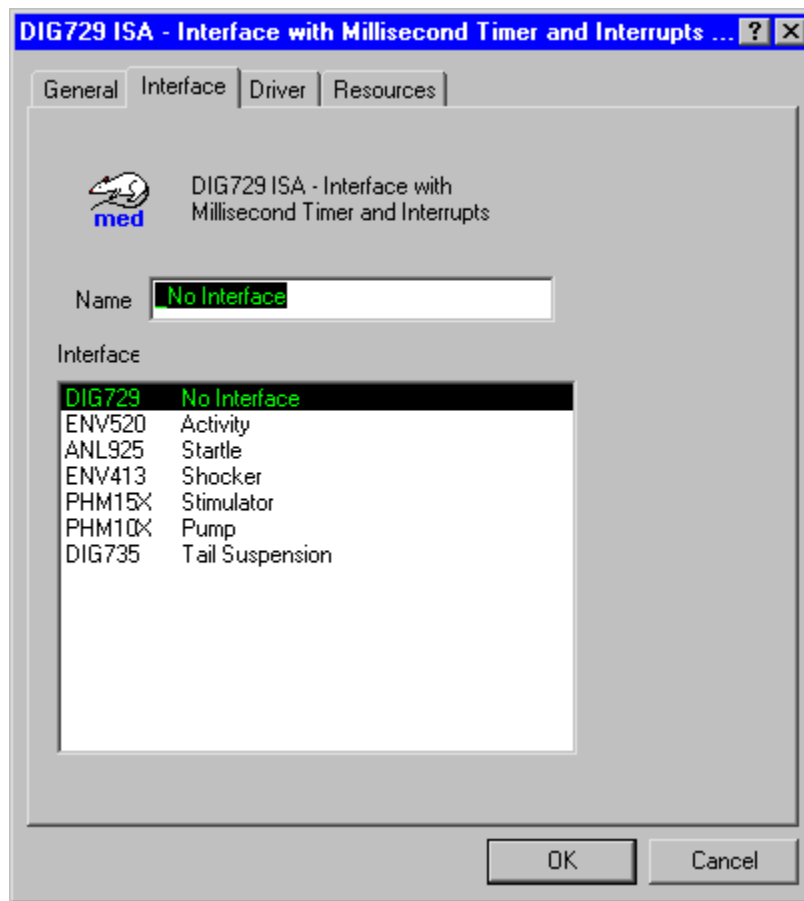 DIG729 ISA - Interface with Millisecond Timer and Interrupts ... ?
General Interface Driver Resources
med
DIG729 ISA - Interface with
Millisecond Timer and Interrupts
Name _No Interface
Interface
DIG729 No Interface
ENV520 Activity
ANL925 Startle
ENV413 Shocker
PHM15X Stimulator
PHM10X Pump
DIG735 Tail Suspension
OK Cancel